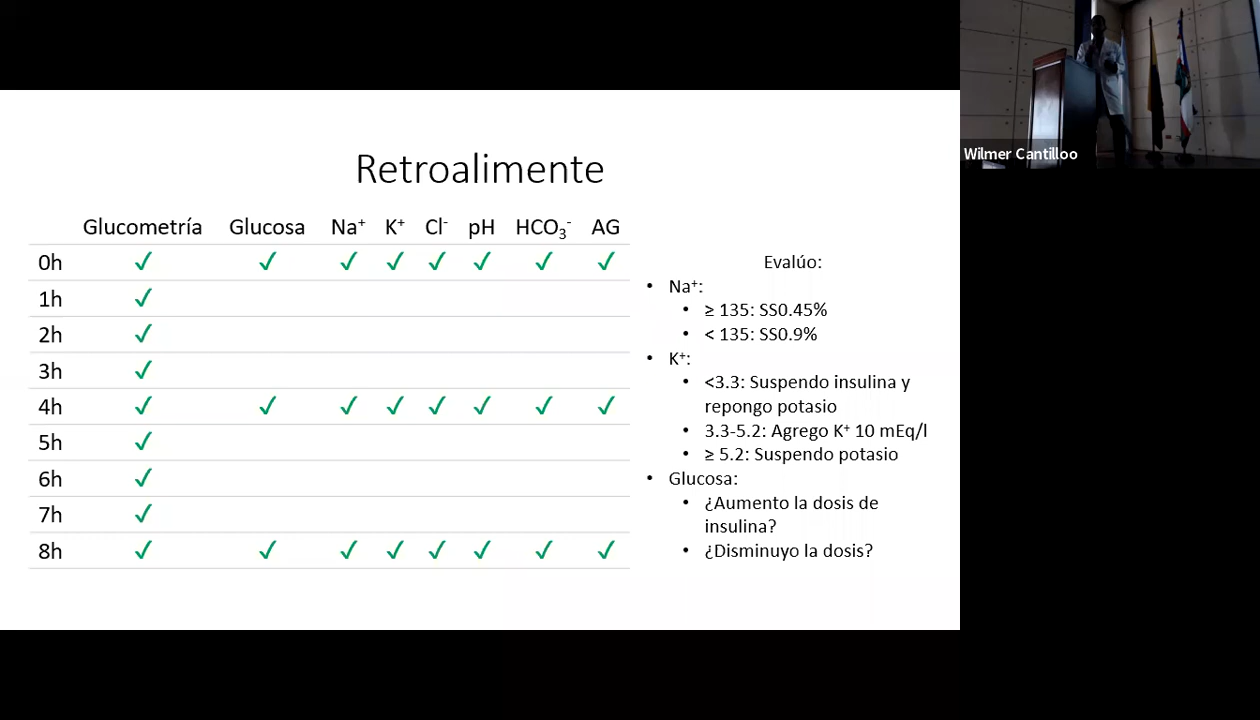 Retroalimente
Glucometría Glucosa Na⁺ K⁺ Cl⁻ pH HCO₃⁻ AG
0h ✓ ✓ ✓ ✓ ✓ ✓ ✓ ✓
1h ✓
2h ✓
3h ✓
4h ✓ ✓ ✓ ✓ ✓ ✓ ✓ ✓
5h ✓
6h ✓
7h ✓
8h ✓ ✓ ✓ ✓ ✓ ✓ ✓ ✓
Evalúo:
• Na⁺:
• ≥ 135: SS0.45%
• < 135: SS0.9%
• K⁺:
• <3.3: Suspendo insulina y
repongo potasio
• 3.3-5.2: Agrego K⁺ 10 mEq/l
• ≥ 5.2: Suspendo potasio
• Glucosa:
• ¿Aumento la dosis de
insulina?
• ¿Disminuyo la dosis?
Wilmer Cantilloo